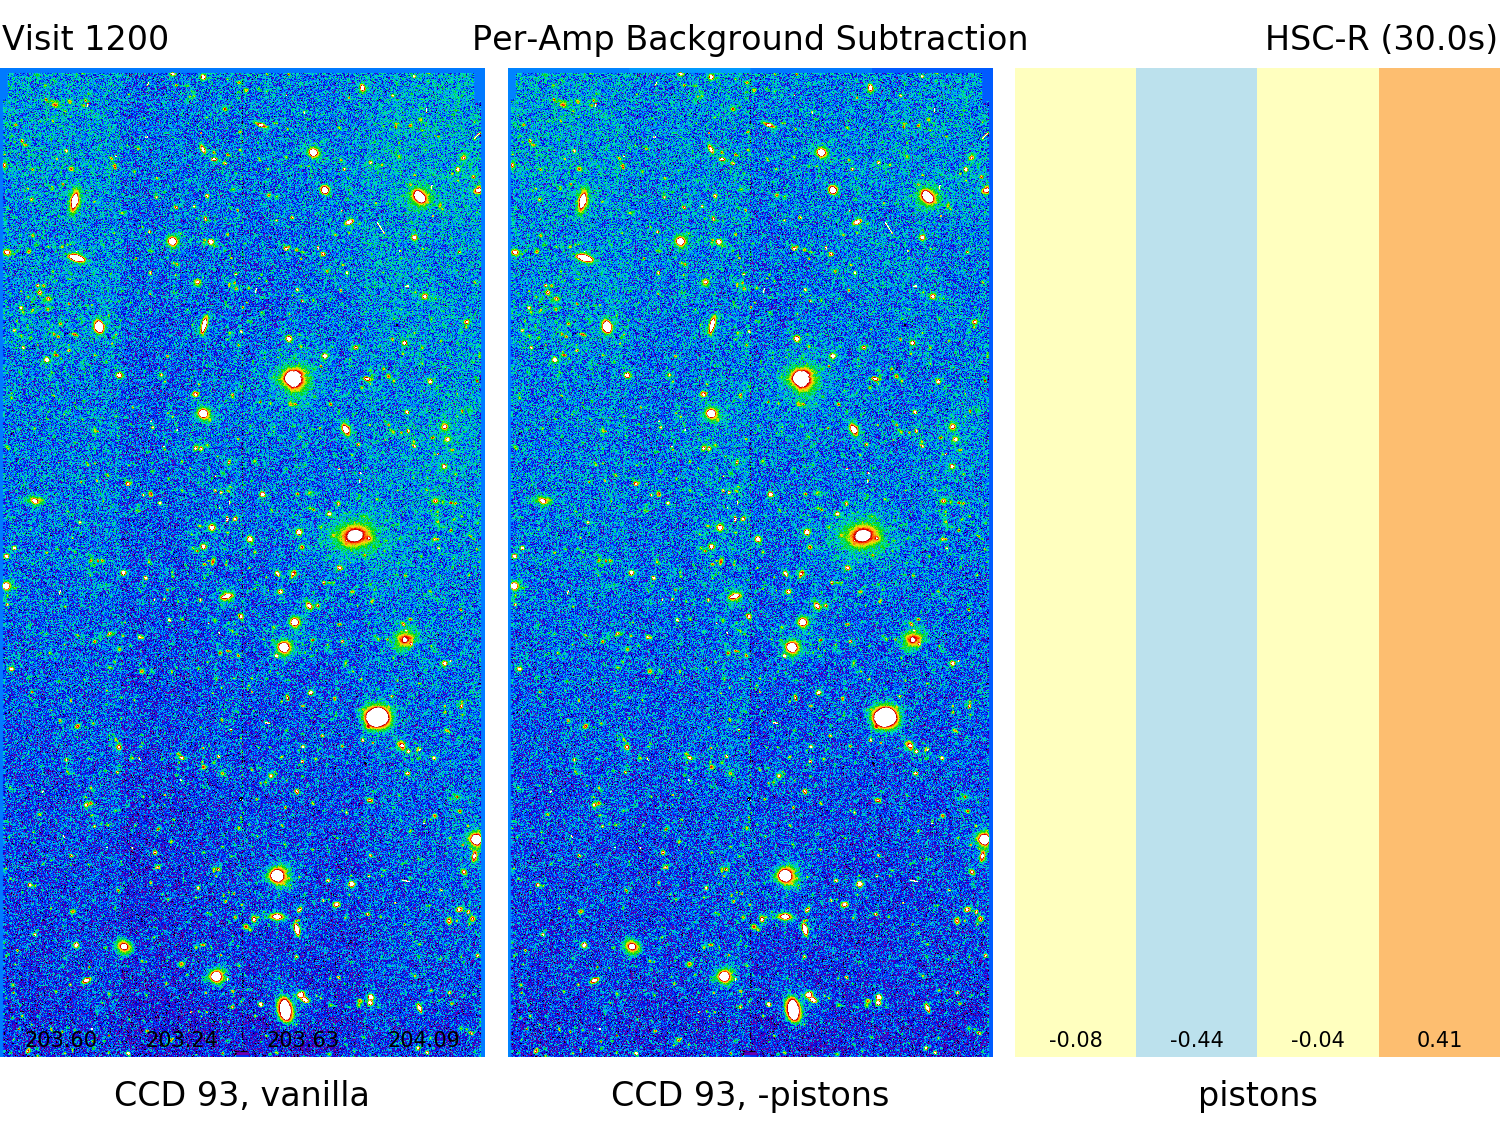 Visit 1200 Per-Amp Background Subtraction HSC-R (30.0s)
203.60 203.24 203.63 204.09 -0.08 -0.44 -0.04 0.41
CCD 93, vanilla CCD 93, -pistons pistons